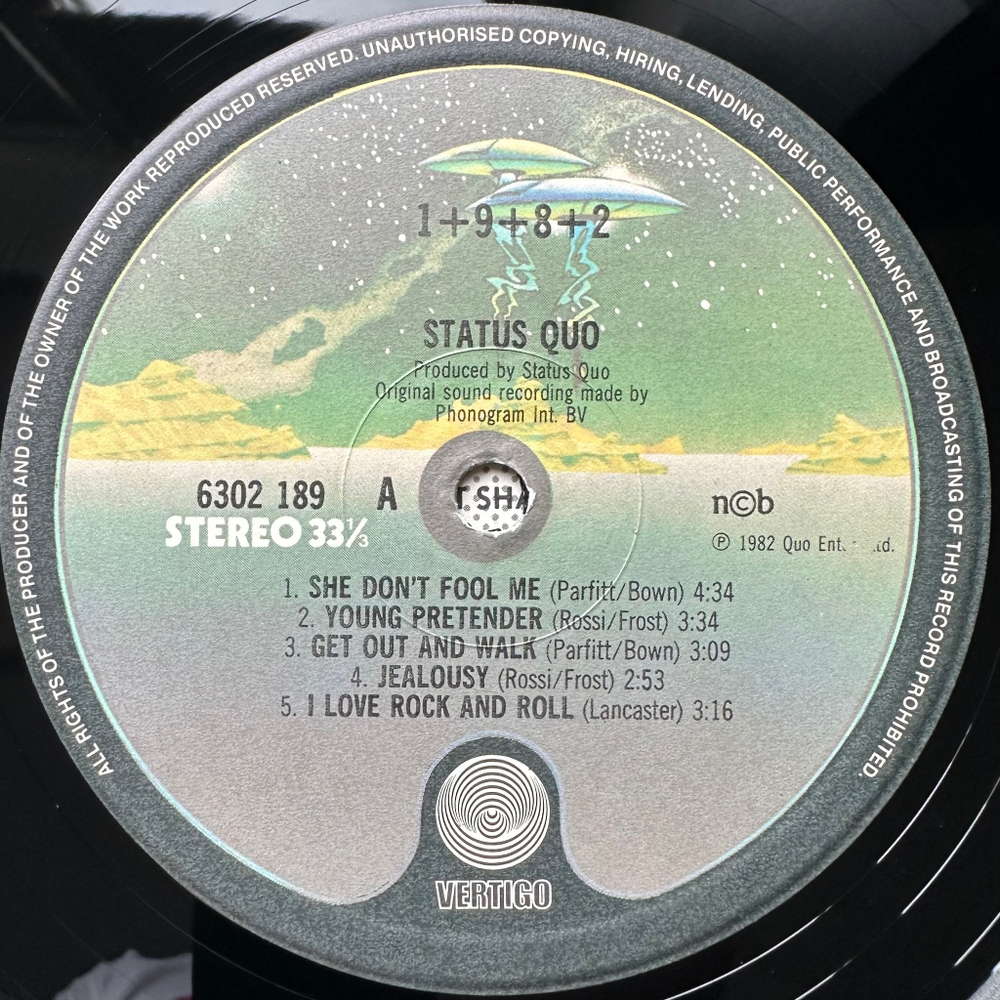 ALL RIGHTS OF THE PRODUCER AND OF THE OWNER OF THE WORK REPRODUCED RESERVED. UNAUTHORISED COPYING, HIRING, LENDING, PUBLIC PERFORMANCE AND BROADCASTING OF THIS RECORD PROHIBITED.
1+9+8+2
STATUS QUO
Produced by Status Quo
Original sound recording made by
Phonogram Int. BV
6302 189 A
STEREO 33⅓
n©b
℗ 1982 Quo Ent.
1. SHE DON'T FOOL ME (Parfitt/Bown) 4:34
2. YOUNG PRETENDER (Rossi/Frost) 3:34
3. GET OUT AND WALK (Parfitt/Bown) 3:09
4. JEALOUSY (Rossi/Frost) 2:53
5. I LOVE ROCK AND ROLL (Lancaster) 3:16
VERTIGO